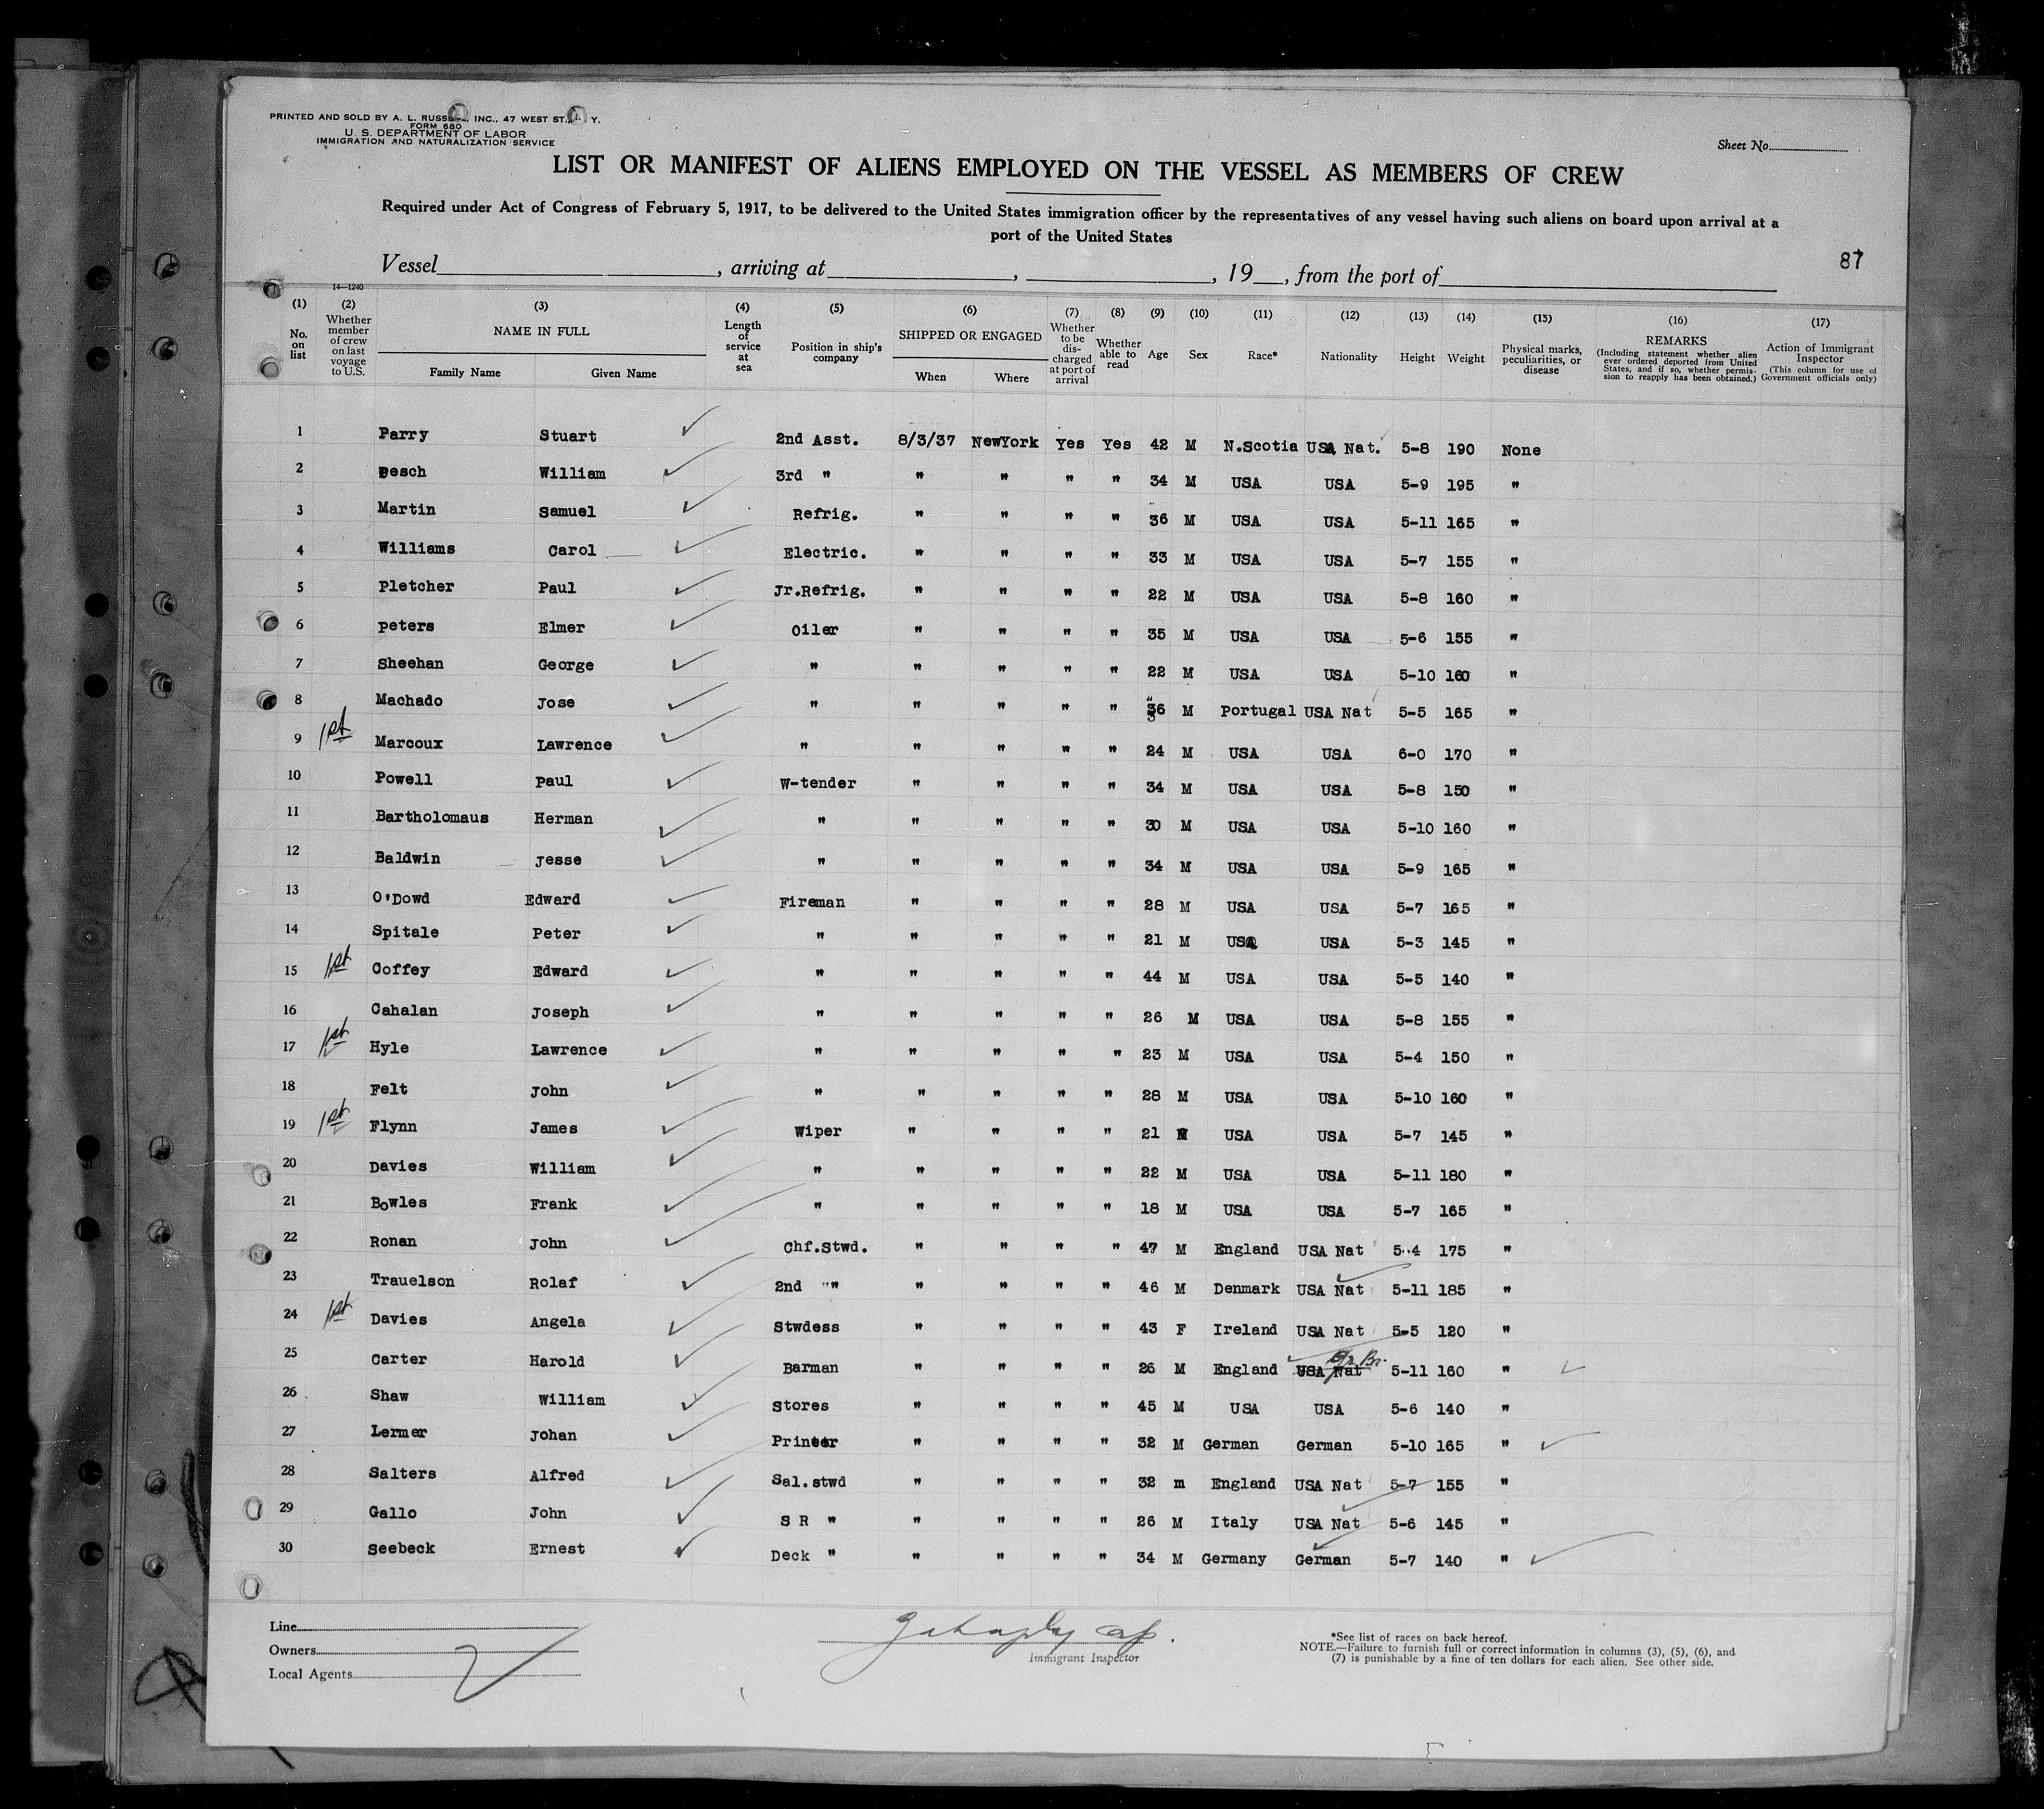 PRINTED AND SOLD BY A. L. RUSS INC., 47 WEST ST., Y.
FORM 680
U. S. DEPARTMENT OF LABOR
IMMIGRATION AND NATURALIZATION SERVICE
Sheet No.
LIST OR MANIFEST OF ALIENS EMPLOYED ON THE VESSEL AS MEMBERS OF CREW
Required under Act of Congress of February 5, 1917, to be delivered to the United States immigration officer by the representatives of any vessel having such aliens on board upon arrival at a
port of the United States
87
Vessel , arriving at , , 19 , from the port of
14—1240
(1) No. on list
(2) Whether member of crew on last voyage to U.S.
(3) NAME IN FULL Family Name Given Name
(4) Length of service at sea
(5) Position in ship's company
(6) SHIPPED OR ENGAGED When Where
(7) Whether to be discharged at port of arrival
(8) Whether able to read
(9) Age
(10) Sex
(11) Race*
(12) Nationality
(13) Height
(14) Weight
(15) Physical marks, peculiarities, or disease
(16) REMARKS (Including statement whether alien ever ordered deported from United States, and if so, whether permission to reapply has been obtained.)
(17) Action of Immigrant Inspector (This column for use of Government officials only)
1 Parry Stuart 2nd Asst. 8/3/37 NewYork Yes Yes 42 M N.Scotia USA Nat. 5-8 190 None
2 Desch William 3rd " " " " " 34 M USA USA 5-9 195 "
3 Martin Samuel Refrig. " " " " 36 M USA USA 5-11 165 "
4 Williams Carol Electric. " " " " 33 M USA USA 5-7 155 "
5 Pletcher Paul Jr.Refrig. " " " " 22 M USA USA 5-8 160 "
6 Peters Elmer Oiler " " " " 35 M USA USA 5-6 155 "
7 Sheehan George " " " " " 22 M USA USA 5-10 160 "
8 Machado Jose " " " " " 36 M Portugal USA Nat 5-5 165 "
9 1st Marcoux Lawrence " " " " " 24 M USA USA 6-0 170 "
10 Powell Paul W-tender " " " " 34 M USA USA 5-8 150 "
11 Bartholomaus Herman " " " " " 30 M USA USA 5-10 160 "
12 Baldwin Jesse " " " " " 34 M USA USA 5-9 165 "
13 O'Dowd Edward Fireman " " " " 28 M USA USA 5-7 165 "
14 Spitale Peter " " " " " 21 M USA USA 5-3 145 "
15 1st Coffey Edward " " " " " 44 M USA USA 5-5 140 "
16 Cahalan Joseph " " " " " 26 M USA USA 5-8 155 "
17 1st Hyle Lawrence " " " " " 23 M USA USA 5-4 150 "
18 Felt John " " " " " 28 M USA USA 5-10 160 "
19 1st Flynn James Wiper " " " " 21 M USA USA 5-7 145 "
20 Davies William " " " " " 22 M USA USA 5-11 180 "
21 Bowles Frank " " " " " 18 M USA USA 5-7 165 "
22 Ronan John Chf.Stwd. " " " " 47 M England USA Nat 5-4 175 "
23 Trauelson Rolaf 2nd "" " " " " 46 M Denmark USA Nat 5-11 185 "
24 1st Davies Angela Stwdess " " " " 43 F Ireland USA Nat 5-5 120 "
25 Carter Harold Barman " " " " 26 M England USA Nat Br. 5-11 160 "
26 Shaw William Stores " " " " 45 M USA USA 5-6 140 "
27 Lermer Johan Printer " " " " 32 M German German 5-10 165 "
28 Salters Alfred Sal.stwd " " " " 32 m England USA Nat 5-7 155 "
29 Gallo John S R " " " " " 26 M Italy USA Nat 5-6 145 "
30 Seebeck Ernest Deck " " " " " 34 M Germany German 5-7 140 "
Line
Owners
Local Agents
Immigrant Inspector
*See list of races on back hereof.
NOTE.—Failure to furnish full or correct information in columns (3), (5), (6), and
(7) is punishable by a fine of ten dollars for each alien. See other side.